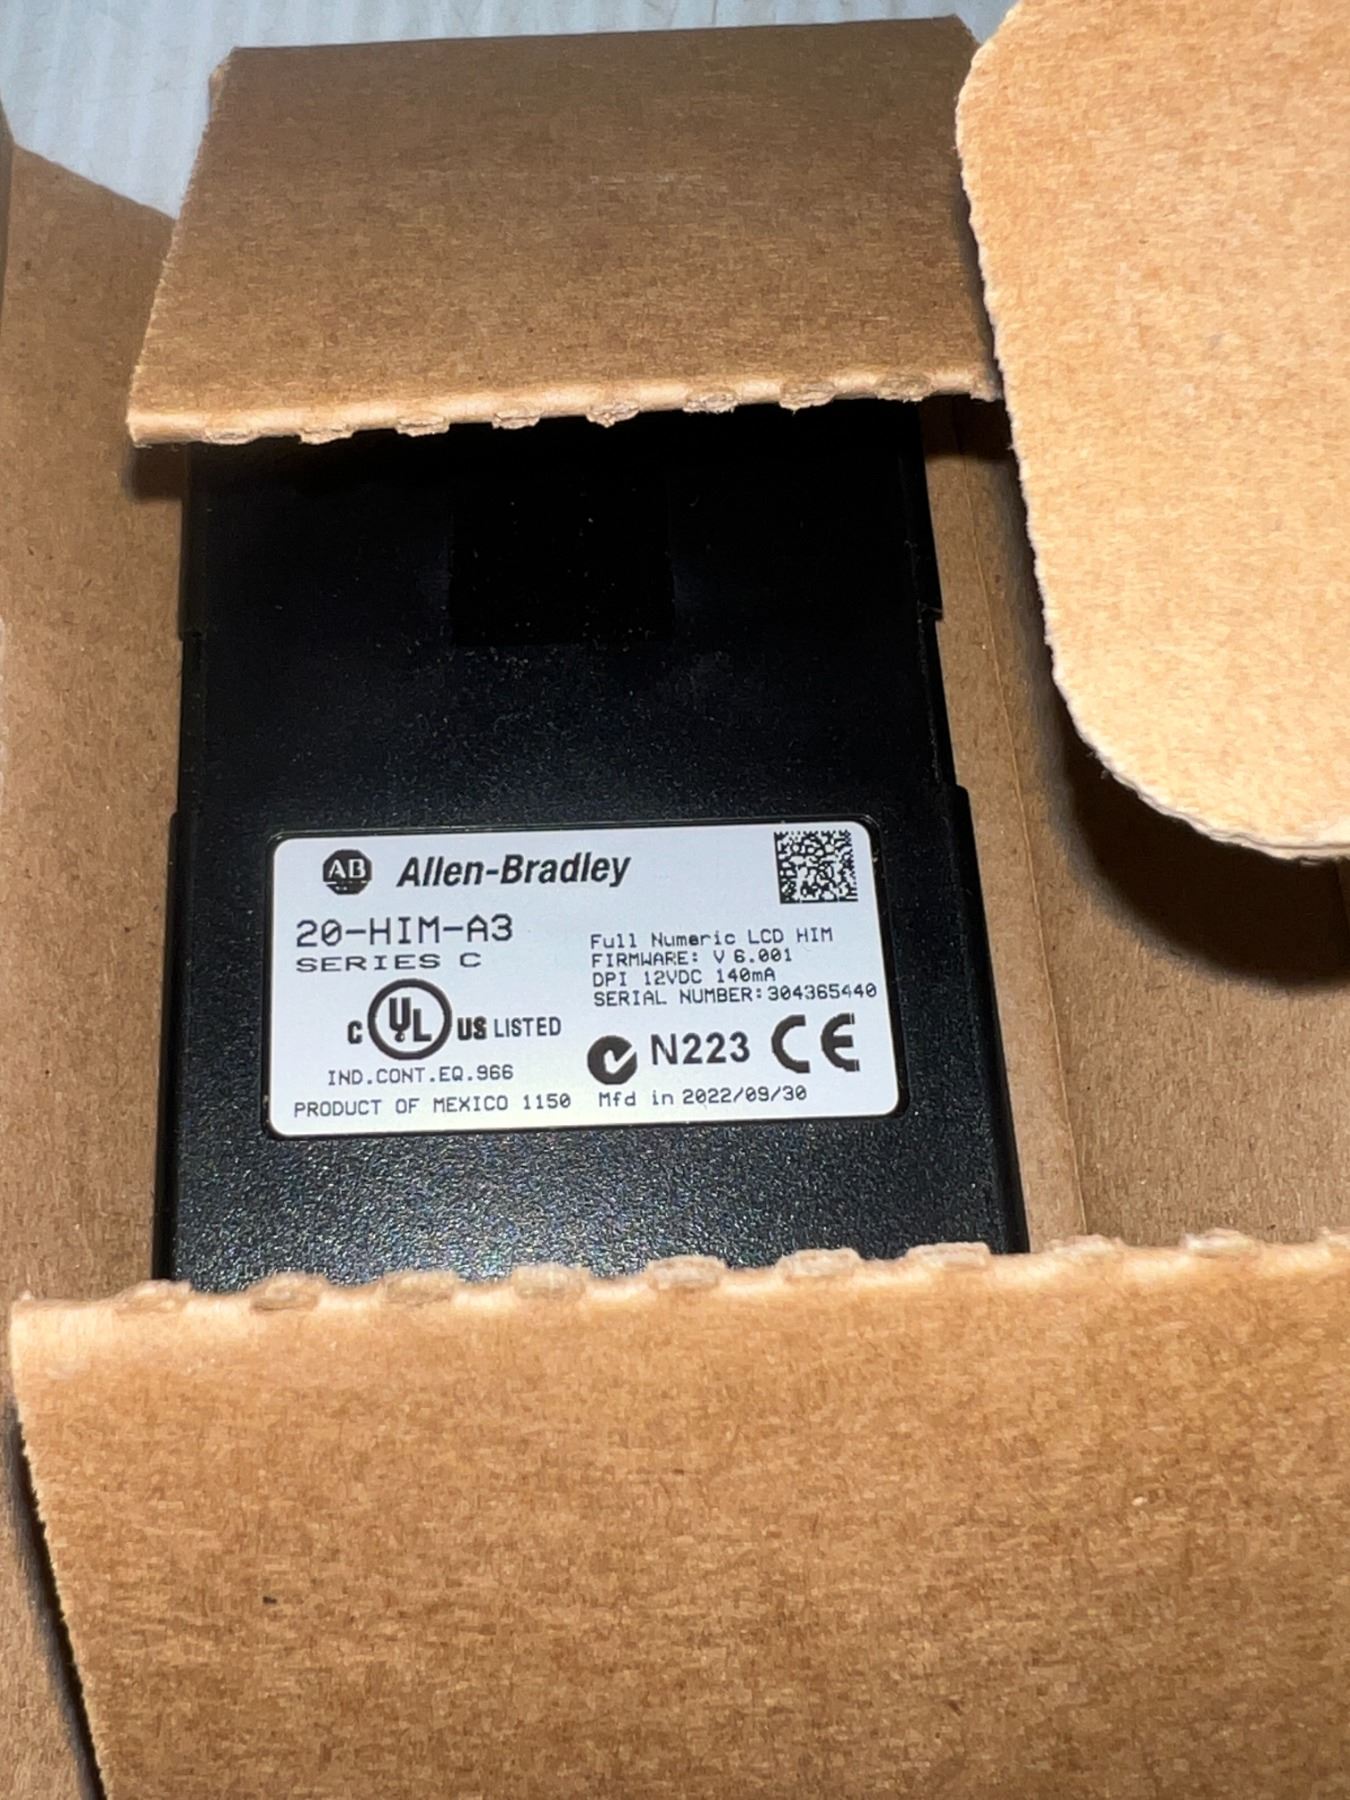 AB Allen-Bradley
20-HIM-A3
SERIES C
Full Numeric LCD HIM
FIRMWARE: V 6.001
DPI 12VDC 140mA
SERIAL NUMBER: 304365440
C UL US LISTED
IND.CONT.EQ.966
N223 CE
PRODUCT OF MEXICO 1150 Mfd in 2022/09/30